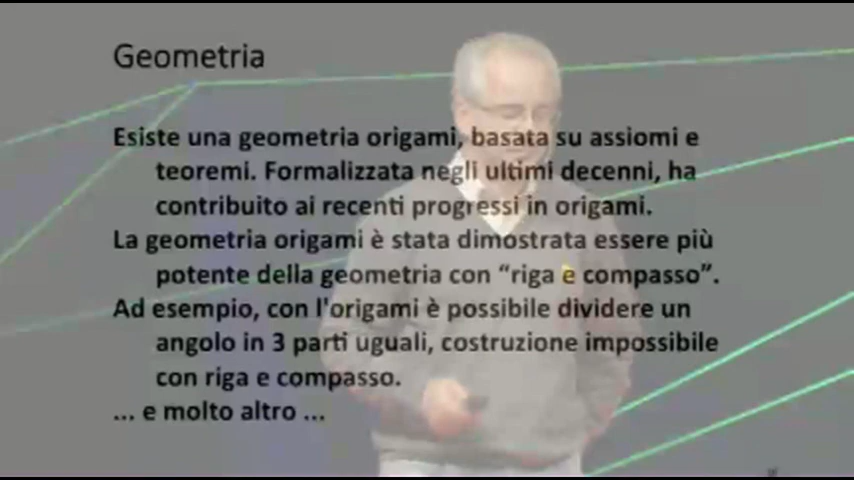 Geometria
Esiste una geometria origami, basata su assiomi e
teoremi. Formalizzata negli ultimi decenni, ha
contribuito ai recenti progressi in origami.
La geometria origami è stata dimostrata essere più
potente della geometria con “riga e compasso”.
Ad esempio, con l'origami è possibile dividere un
angolo in 3 parti uguali, costruzione impossibile
con riga e compasso.
... e molto altro ...